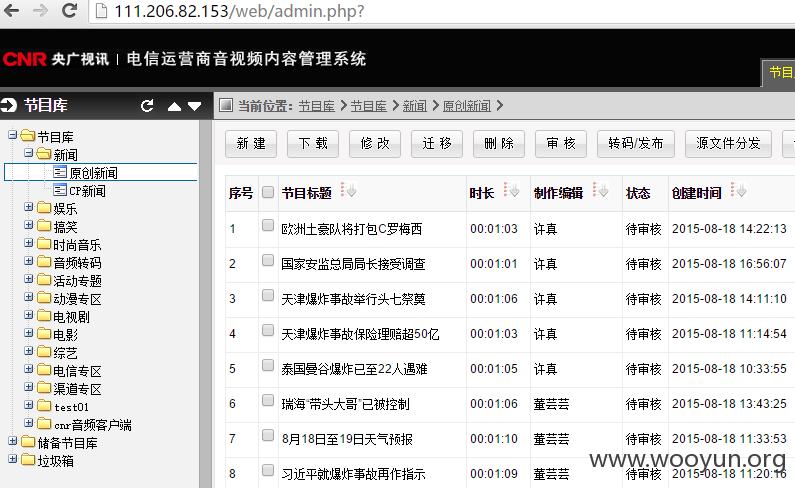 111.206.82.153/web/admin.php?
CNR 央广视讯 | 电信运营商音视频内容管理系统
节目
节目库
当前位置: 节目库 > 节目库 > 新闻 > 原创新闻 >
节目库
新闻
原创新闻
CP新闻
娱乐
搞笑
时尚音乐
音频转码
活动专题
动漫专区
电视剧
电影
综艺
电信专区
渠道专区
test01
cnr音频客户端
储备节目库
垃圾箱
新 建 下 载 修 改 迁 移 删 除 审 核 转码/发布 源文件分发
序号 节目标题 时长 制作编辑 状态 创建时间
1 欧洲土豪队将打包C罗梅西 00:01:03 许真 待审核 2015-08-18 14:22:13
2 国家安监总局局长接受调查 00:01:01 许真 待审核 2015-08-18 16:56:07
3 天津爆炸事故举行头七祭奠 00:01:06 许真 待审核 2015-08-18 14:11:10
4 天津爆炸事故保险理赔超50亿 00:01:03 许真 待审核 2015-08-18 11:14:54
5 泰国曼谷爆炸已至22人遇难 00:01:05 许真 待审核 2015-08-18 10:33:55
6 瑞海“带头大哥”已被控制 00:01:06 董芸芸 待审核 2015-08-18 13:43:25
7 8月18日至19日天气预报 00:01:10 董芸芸 待审核 2015-08-18 11:33:53
8 习近平就爆炸事故再作指示 00:01:09 董芸芸 待审核 2015-08-18 11:20:16
www.wooyun.org